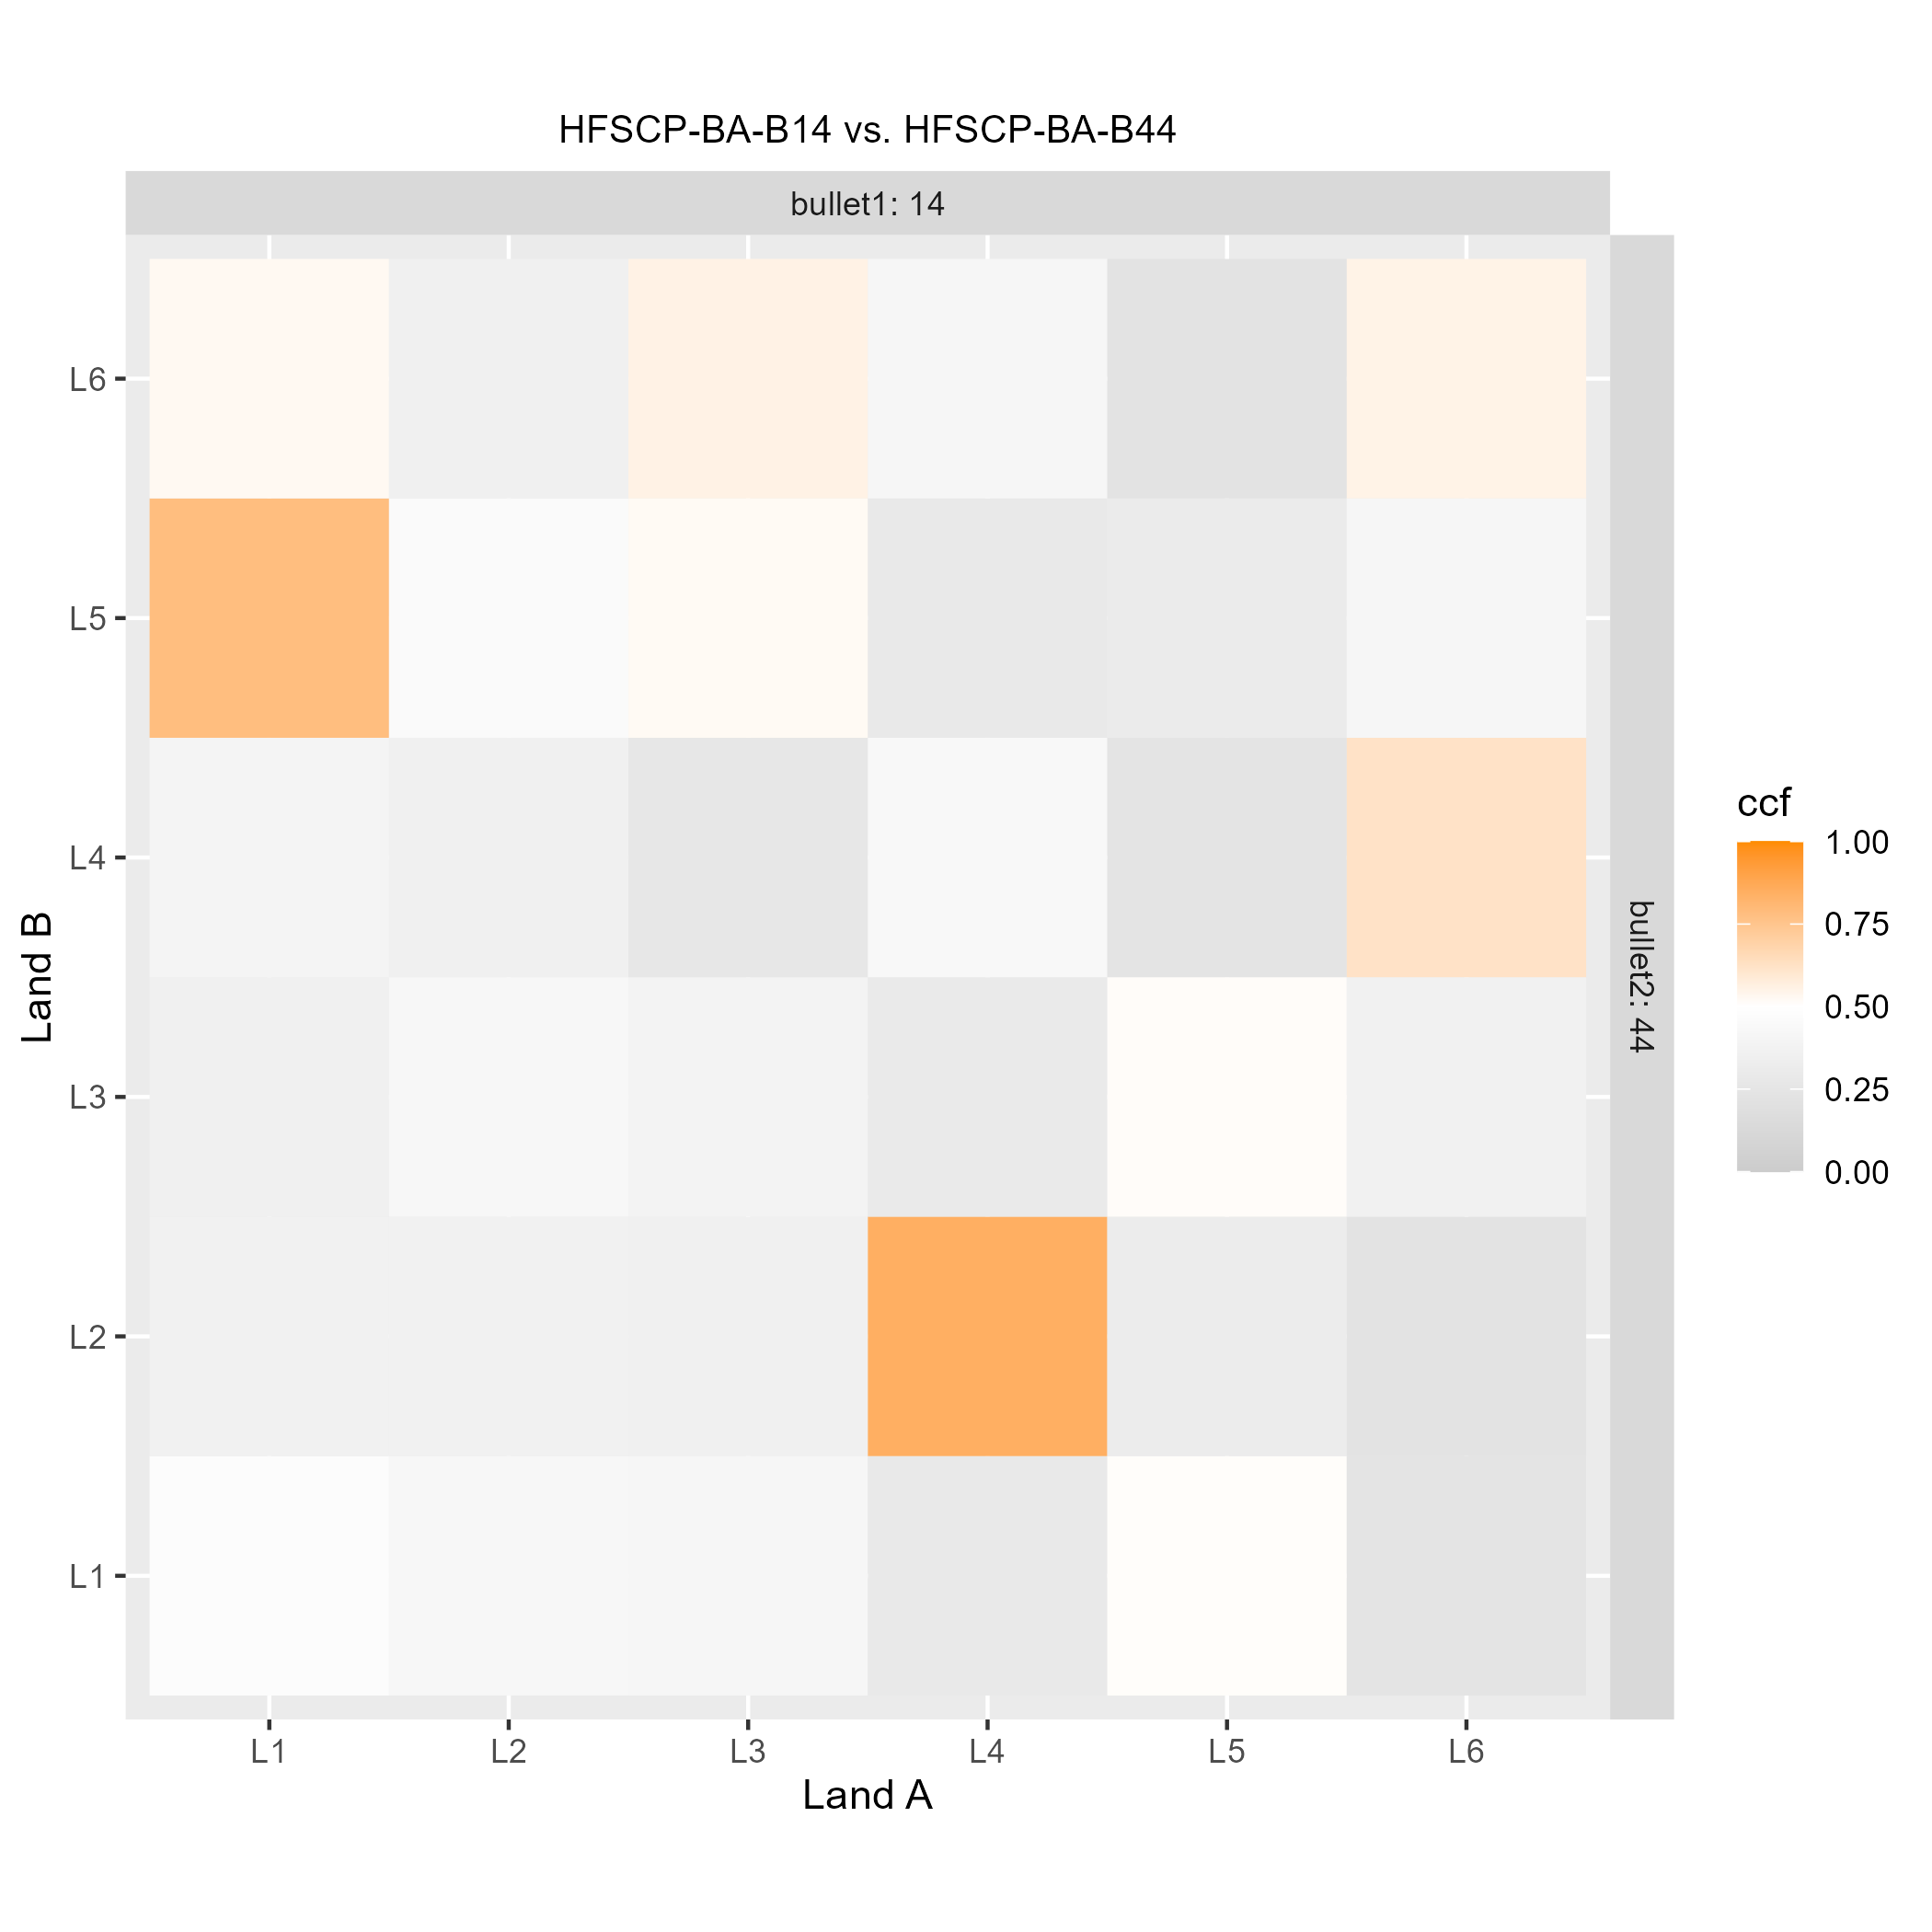 HFSCP-BA-B14 vs. HFSCP-BA-B44
bullet1: 14
L6
L5
L4
L3
L2
L1
Land B
bullet2: 44
ccf
1.00
0.75
0.50
0.25
0.00
L1 L2 L3 L4 L5 L6
Land A